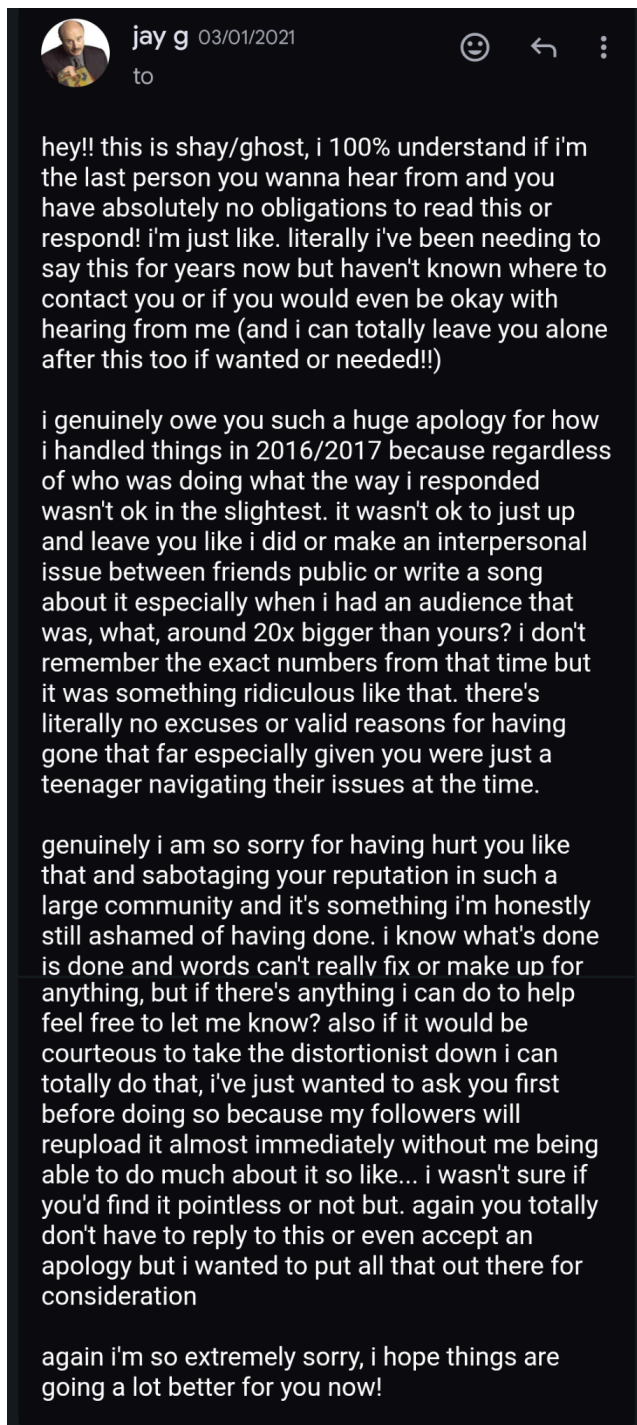 jay g 03/01/2021
to
hey!! this is shay/ghost, i 100% understand if i'm
the last person you wanna hear from and you
have absolutely no obligations to read this or
respond! i'm just like. literally i've been needing to
say this for years now but haven't known where to
contact you or if you would even be okay with
hearing from me (and i can totally leave you alone
after this too if wanted or needed!!)
i genuinely owe you such a huge apology for how
i handled things in 2016/2017 because regardless
of who was doing what the way i responded
wasn't ok in the slightest. it wasn't ok to just up
and leave you like i did or make an interpersonal
issue between friends public or write a song
about it especially when i had an audience that
was, what, around 20x bigger than yours? i don't
remember the exact numbers from that time but
it was something ridiculous like that. there's
literally no excuses or valid reasons for having
gone that far especially given you were just a
teenager navigating their issues at the time.
genuinely i am so sorry for having hurt you like
that and sabotaging your reputation in such a
large community and it's something i'm honestly
still ashamed of having done. i know what's done
is done and words can't really fix or make up for
anything, but if there's anything i can do to help
feel free to let me know? also if it would be
courteous to take the distortionist down i can
totally do that, i've just wanted to ask you first
before doing so because my followers will
reupload it almost immediately without me being
able to do much about it so like... i wasn't sure if
you'd find it pointless or not but. again you totally
don't have to reply to this or even accept an
apology but i wanted to put all that out there for
consideration
again i'm so extremely sorry, i hope things are
going a lot better for you now!